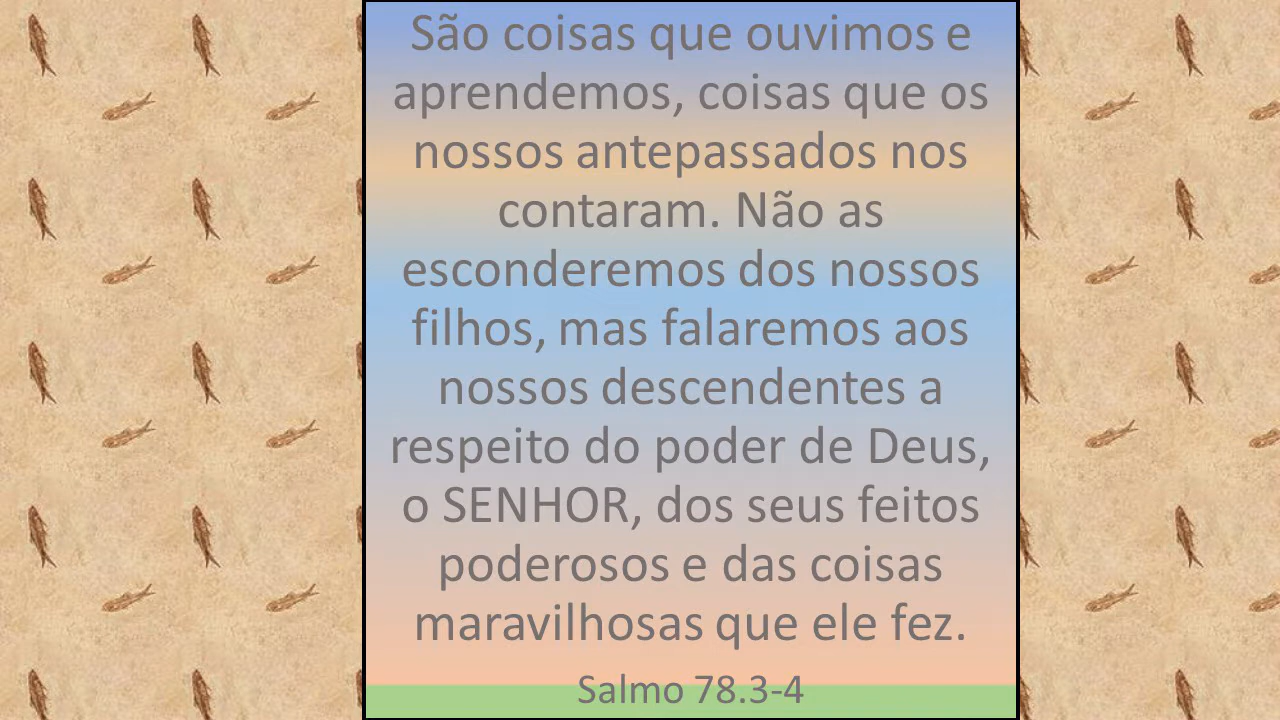 São coisas que ouvimos e
aprendemos, coisas que os
nossos antepassados nos
contaram. Não as
esconderemos dos nossos
filhos, mas falaremos aos
nossos descendentes a
respeito do poder de Deus,
o SENHOR, dos seus feitos
poderosos e das coisas
maravilhosas que ele fez.
Salmo 78.3-4